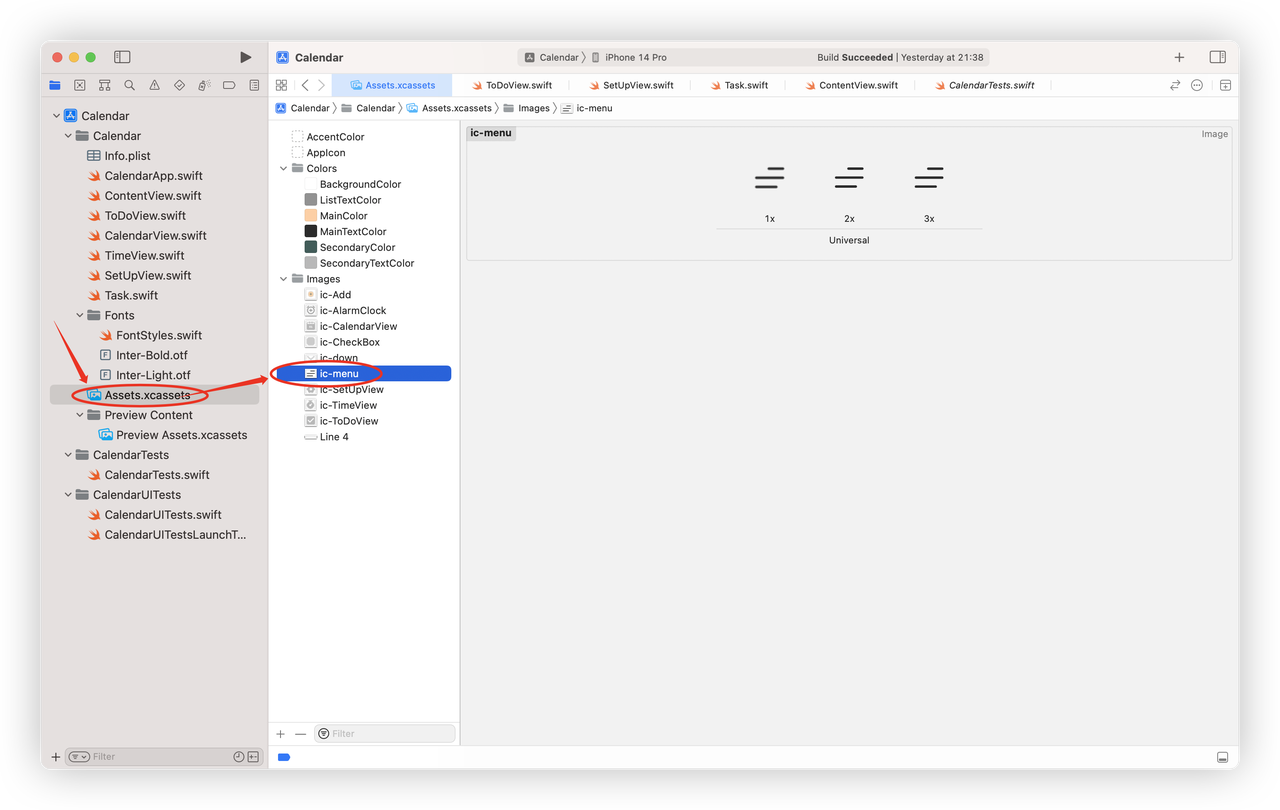 Calendar
Calendar
iPhone 14 Pro
Build Succeeded | Yesterday at 21:38
Assets.xcassets
ToDoView.swift
SetUpView.swift
Task.swift
ContentView.swift
CalendarTests.swift
Calendar
Calendar
Assets.xcassets
Images
ic-menu
Calendar
Calendar
Info.plist
CalendarApp.swift
ContentView.swift
ToDoView.swift
CalendarView.swift
TimeView.swift
SetUpView.swift
Task.swift
Fonts
FontStyles.swift
Inter-Bold.otf
Inter-Light.otf
Assets.xcassets
Preview Content
Preview Assets.xcassets
CalendarTests
CalendarTests.swift
CalendarUITests
CalendarUITests.swift
CalendarUITestsLaunchT...
Filter
AccentColor
AppIcon
Colors
BackgroundColor
ListTextColor
MainColor
MainTextColor
SecondaryColor
SecondaryTextColor
Images
ic-Add
ic-AlarmClock
ic-CalendarView
ic-CheckBox
ic-down
ic-menu
ic-SetUpView
ic-TimeView
ic-ToDoView
Line 4
Filter
ic-menu
Image
1x
2x
3x
Universal